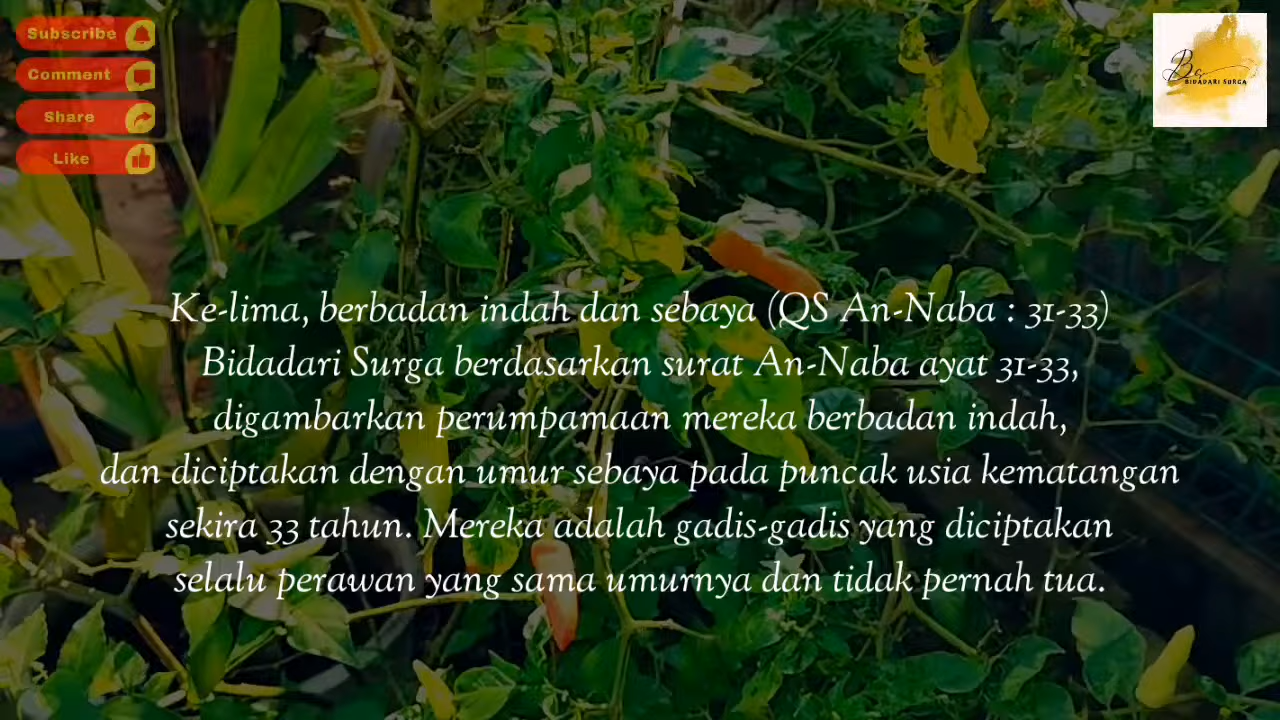 Subscribe
Comment
Share
Like
Bs
BIDADARI SURGA
Ke-lima, berbadan indah dan sebaya (QS An-Naba : 31-33)
Bidadari Surga berdasarkan surat An-Naba ayat 31-33,
digambarkan perumpamaan mereka berbadan indah,
dan diciptakan dengan umur sebaya pada puncak usia kematangan
sekira 33 tahun. Mereka adalah gadis-gadis yang diciptakan
selalu perawan yang sama umurnya dan tidak pernah tua.